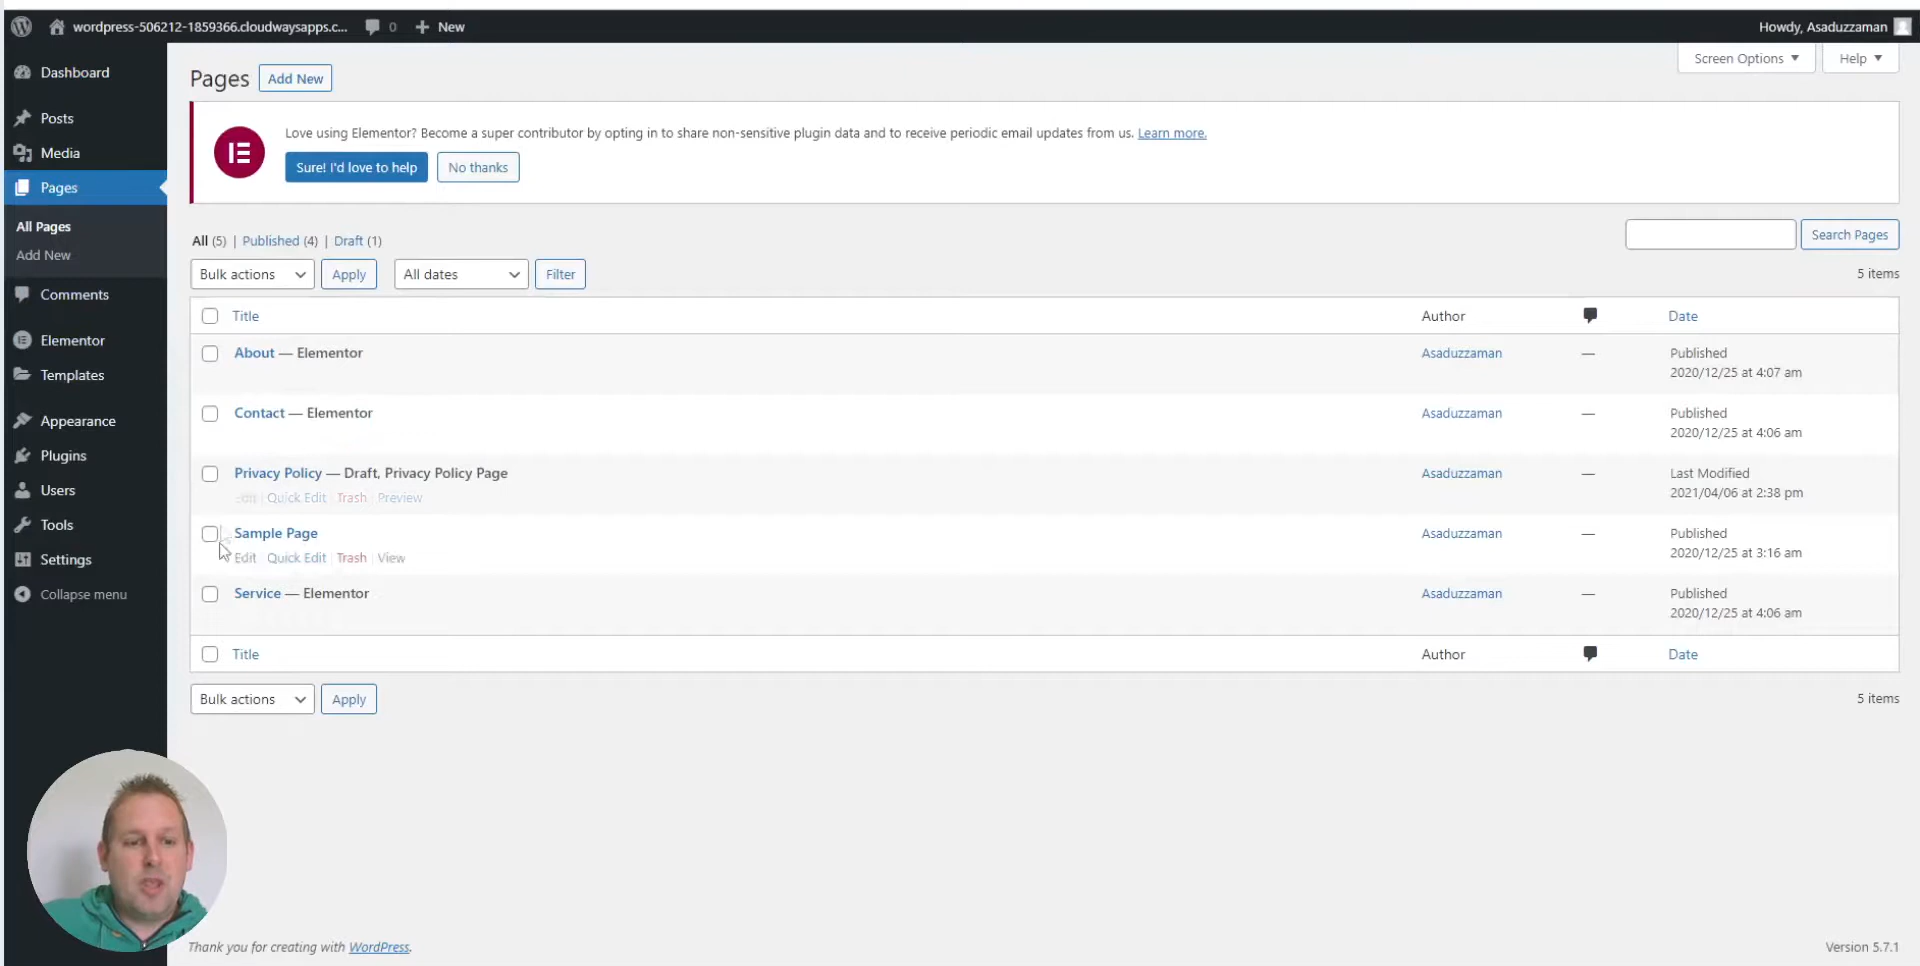 wordpress-506212-1859366.cloudwaysapps.c... 0 New Howdy, Asaduzzaman
Dashboard
Posts
Media
Pages
All Pages
Add New
Comments
Elementor
Templates
Appearance
Plugins
Users
Tools
Settings
Collapse menu
Screen Options Help
Pages Add New
Love using Elementor? Become a super contributor by opting in to share non-sensitive plugin data and to receive periodic email updates from us. Learn more.
Sure! I'd love to help No thanks
All (5) | Published (4) | Draft (1)
Search Pages
Bulk actions Apply All dates Filter 5 items
Title Author Date
About — Elementor Asaduzzaman — Published
2020/12/25 at 4:07 am
Contact — Elementor Asaduzzaman — Published
2020/12/25 at 4:06 am
Privacy Policy — Draft, Privacy Policy Page Asaduzzaman — Last Modified
Edit | Quick Edit | Trash | Preview 2021/04/06 at 2:38 pm
Sample Page Asaduzzaman — Published
Edit | Quick Edit | Trash | View 2020/12/25 at 3:16 am
Service — Elementor Asaduzzaman — Published
2020/12/25 at 4:06 am
Title Author Date
Bulk actions Apply 5 items
Thank you for creating with WordPress. Version 5.7.1